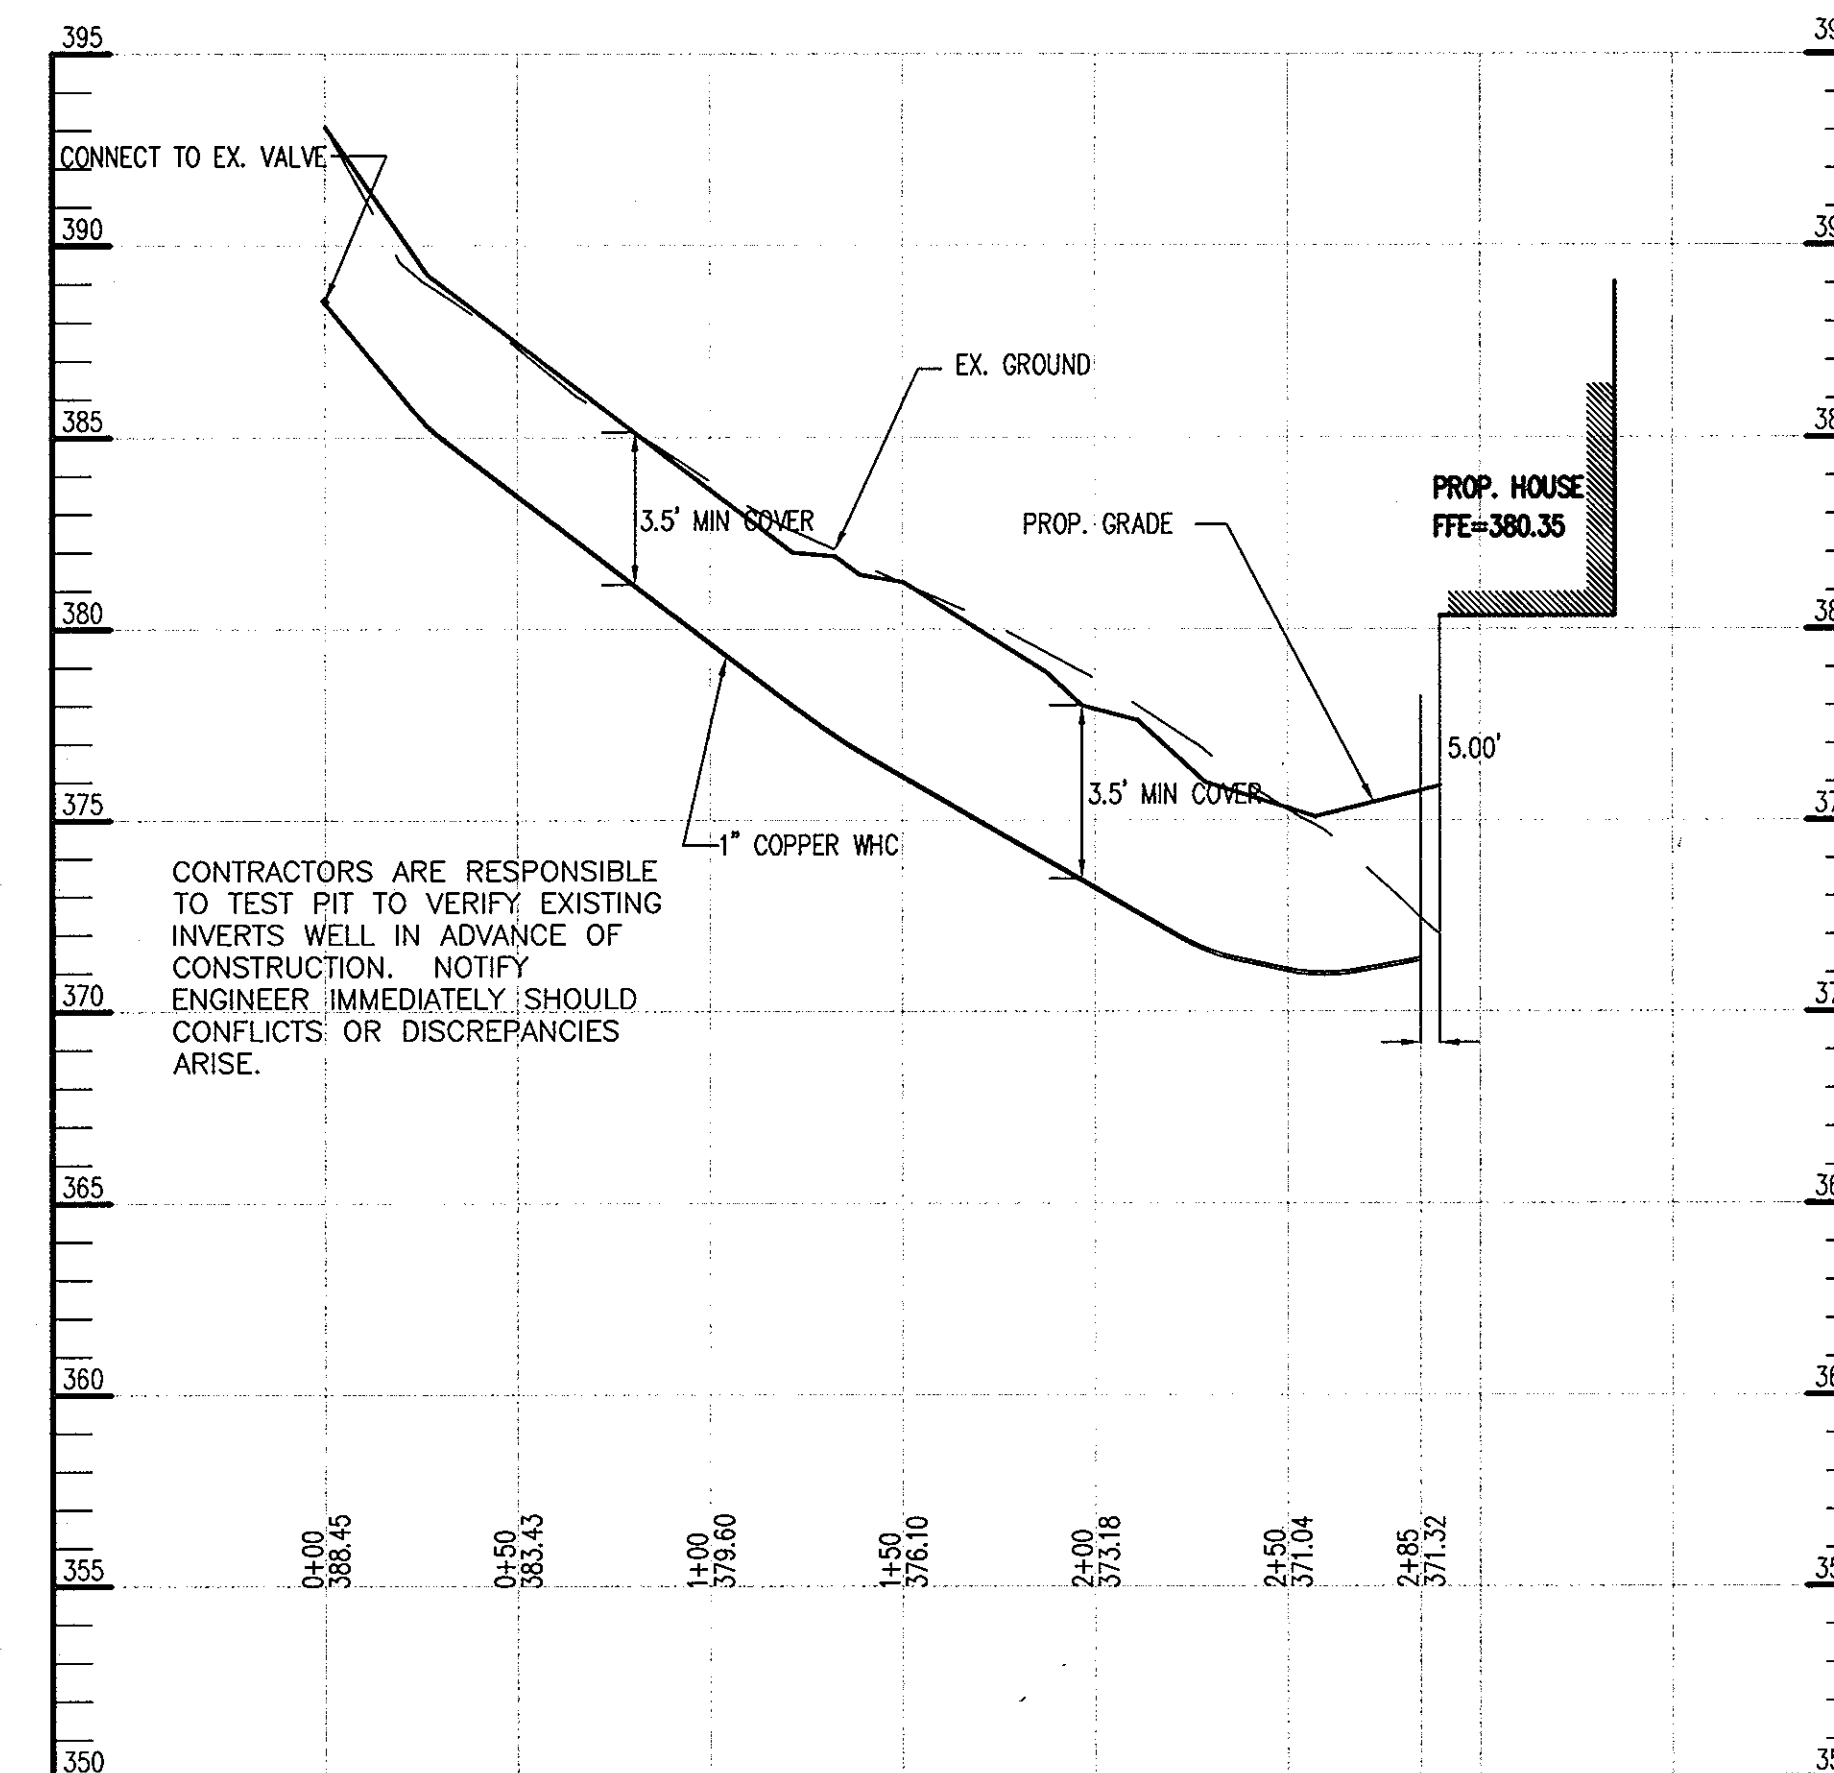 395
CONNECT TO EX. VALVE
390
EX. GROUND
385
PROP. HOUSE
FFE=380.35
3.5' MIN COVER
PROP. GRADE
380
5.00'
375
3.5' MIN COVER
1" COPPER WHC
CONTRACTORS ARE RESPONSIBLE
TO TEST PIT TO VERIFY EXISTING
INVERTS WELL IN ADVANCE OF
CONSTRUCTION. NOTIFY
ENGINEER IMMEDIATELY SHOULD
CONFLICTS OR DISCREPANCIES
ARISE.
370
365
360
355
0+00
388.45
0+50
383.43
1+00
379.60
1+50
376.10
2+00
373.18
2+50
371.04
2+85
371.32
350